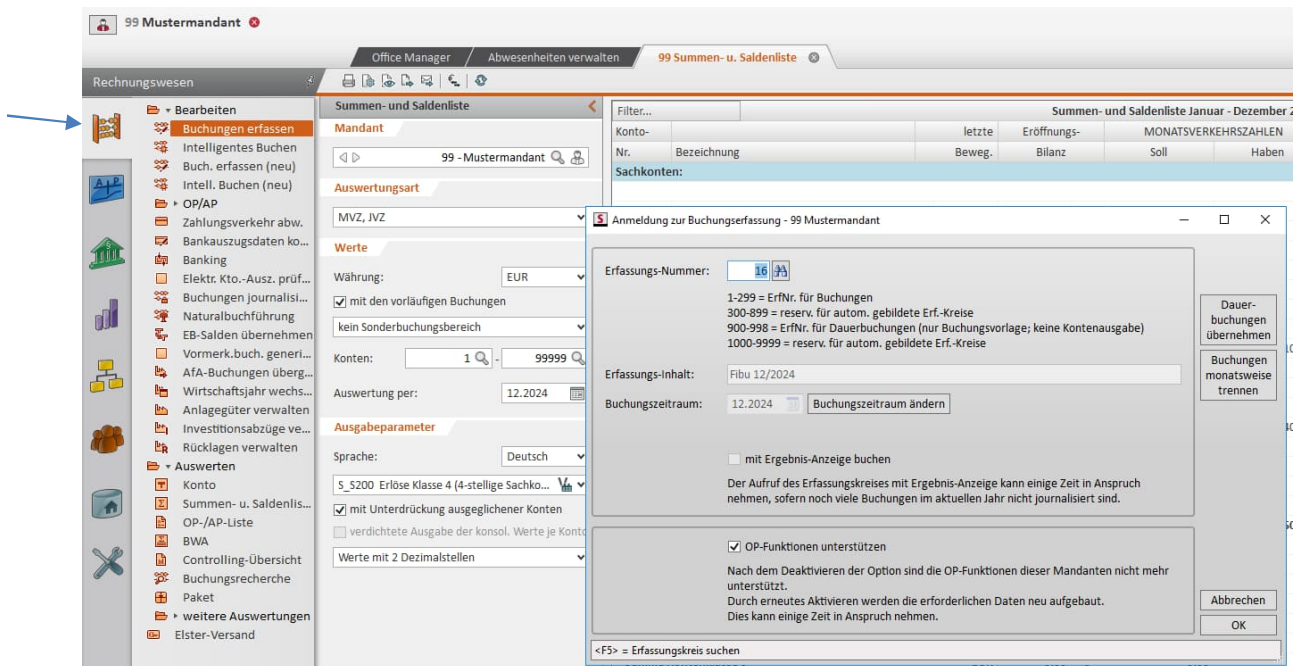 99 Mustermandant
Office Manager
Abwesenheiten verwalten
99 Summen- u. Saldenliste
Rechnungswesen
Bearbeiten
Buchungen erfassen
Intelligentes Buchen
Buch. erfassen (neu)
Intell. Buchen (neu)
OP/AP
Zahlungsverkehr abw.
Bankauszugsdaten ko...
Banking
Elektr. Kto.-Ausz. prüf...
Buchungen journalisi...
Naturalbuchführung
EB-Salden übernehmen
Vormerk.buch. generi...
AfA-Buchungen überg...
Wirtschaftsjahr wechs...
Anlagegüter verwalten
Investitionsabzüge ve...
Rücklagen verwalten
Auswerten
Konto
Summen- u. Saldenlis...
OP-/AP-Liste
BWA
Controlling-Übersicht
Buchungsrecherche
Paket
weitere Auswertungen
Elster-Versand
Summen- und Saldenliste
Mandant
99 - Mustermandant
Auswertungsart
MVZ, JVZ
Werte
Währung: EUR
mit den vorläufigen Buchungen
kein Sonderbuchungsbereich
Konten: 1 - 99999
Auswertung per: 12.2024
Ausgabeparameter
Sprache: Deutsch
S_S200 Erlöse Klasse 4 (4-stellige Sachko...
mit Unterdrückung ausgeglichener Konten
verdichtete Ausgabe der konsol. Werte je Konto
Werte mit 2 Dezimalstellen
Filter...
Summen- und Saldenliste Januar - Dezember 2
Konto- letzte Eröffnungs- MONATSVERKEHRSZAHLEN
Nr. Bezeichnung Beweg. Bilanz Soll Haben
Sachkonten:
Anmeldung zur Buchungserfassung - 99 Mustermandant
Erfassungs-Nummer: 16
1-299 = ErfNr. für Buchungen
300-899 = reserv. für autom. gebildete Erf.-Kreise
900-998 = ErfNr. für Dauerbuchungen (nur Buchungsvorlage; keine Kontenausgabe)
1000-9999 = reserv. für autom. gebildete Erf.-Kreise
Erfassungs-Inhalt: Fibu 12/2024
Buchungszeitraum: 12.2024 Buchungszeitraum ändern
mit Ergebnis-Anzeige buchen
Der Aufruf des Erfassungskreises mit Ergebnis-Anzeige kann einige Zeit in Anspruch
nehmen, sofern noch viele Buchungen im aktuellen Jahr nicht journalisiert sind.
OP-Funktionen unterstützen
Nach dem Deaktivieren der Option sind die OP-Funktionen dieser Mandanten nicht mehr
unterstützt.
Durch erneutes Aktivieren werden die erforderlichen Daten neu aufgebaut.
Dies kann einige Zeit in Anspruch nehmen.
Dauer-
buchungen
übernehmen
Buchungen
monatsweise
trennen
Abbrechen
OK
<F5> = Erfassungskreis suchen